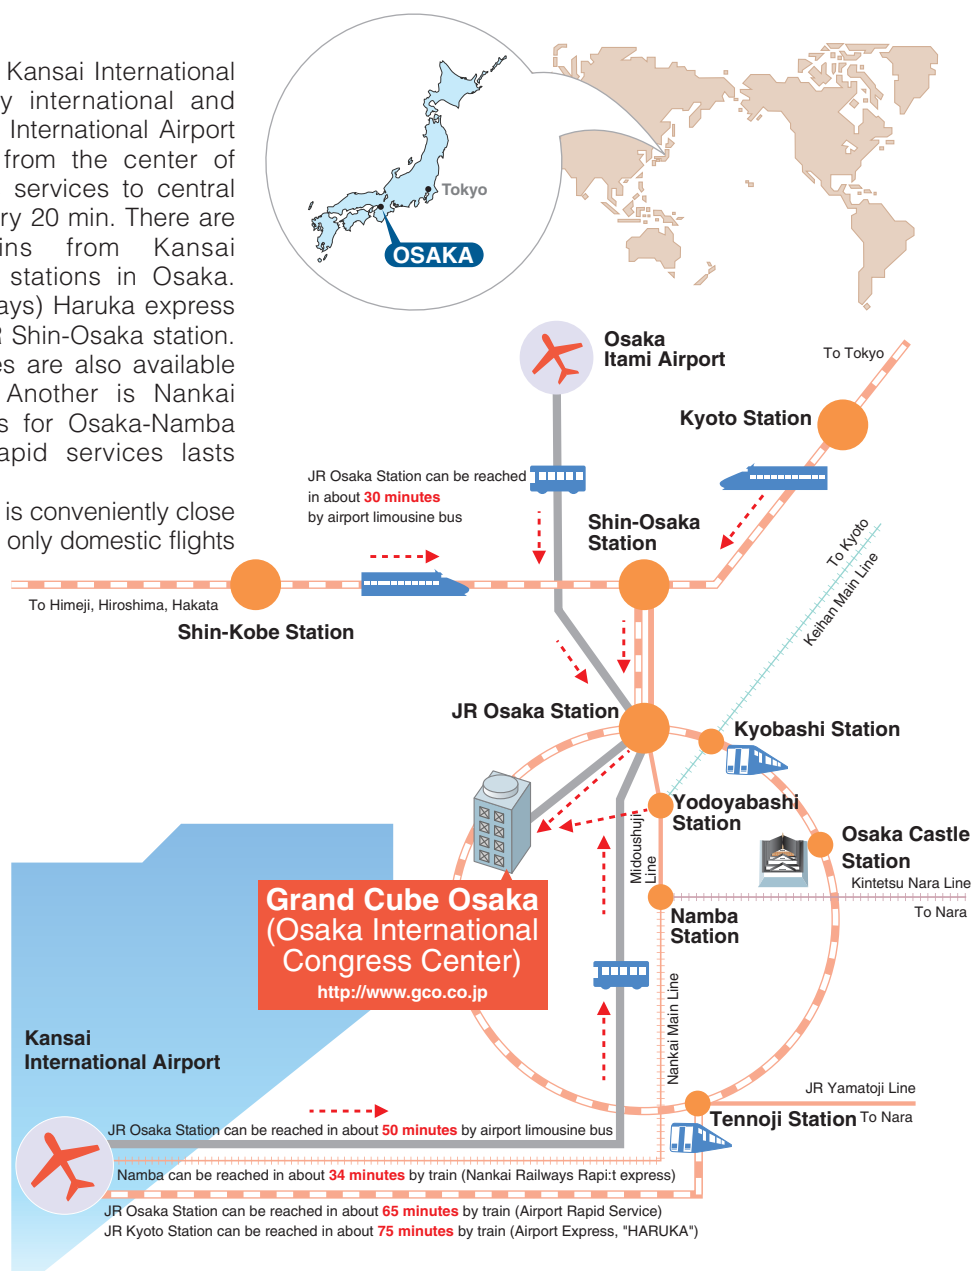 Kansai International
y international and
International Airport
from the center of
services to central
ry 20 min. There are
ins from Kansai
stations in Osaka.
ays) Haruka express
R Shin-Osaka station.
es are also available
Another is Nankai
s for Osaka-Namba
apid services lasts
is conveniently close
only domestic flights
Tokyo
OSAKA
Osaka
Itami Airport
To Tokyo
Kyoto Station
JR Osaka Station can be reached
in about 30 minutes
by airport limousine bus
Shin-Osaka
Station
To Kyoto
Keihan Main Line
To Himeji, Hiroshima, Hakata
Shin-Kobe Station
JR Osaka Station
Kyobashi Station
Yodoyabashi
Station
Midoushuji
Line
Osaka Castle
Station
Kintetsu Nara Line
To Nara
Namba
Station
Grand Cube Osaka
(Osaka International
Congress Center)
http://www.gco.co.jp
Nankai Main Line
Kansai
International Airport
JR Yamatoji Line
Tennoji Station
To Nara
JR Osaka Station can be reached in about 50 minutes by airport limousine bus
Namba can be reached in about 34 minutes by train (Nankai Railways Rapi:t express)
JR Osaka Station can be reached in about 65 minutes by train (Airport Rapid Service)
JR Kyoto Station can be reached in about 75 minutes by train (Airport Express, "HARUKA")